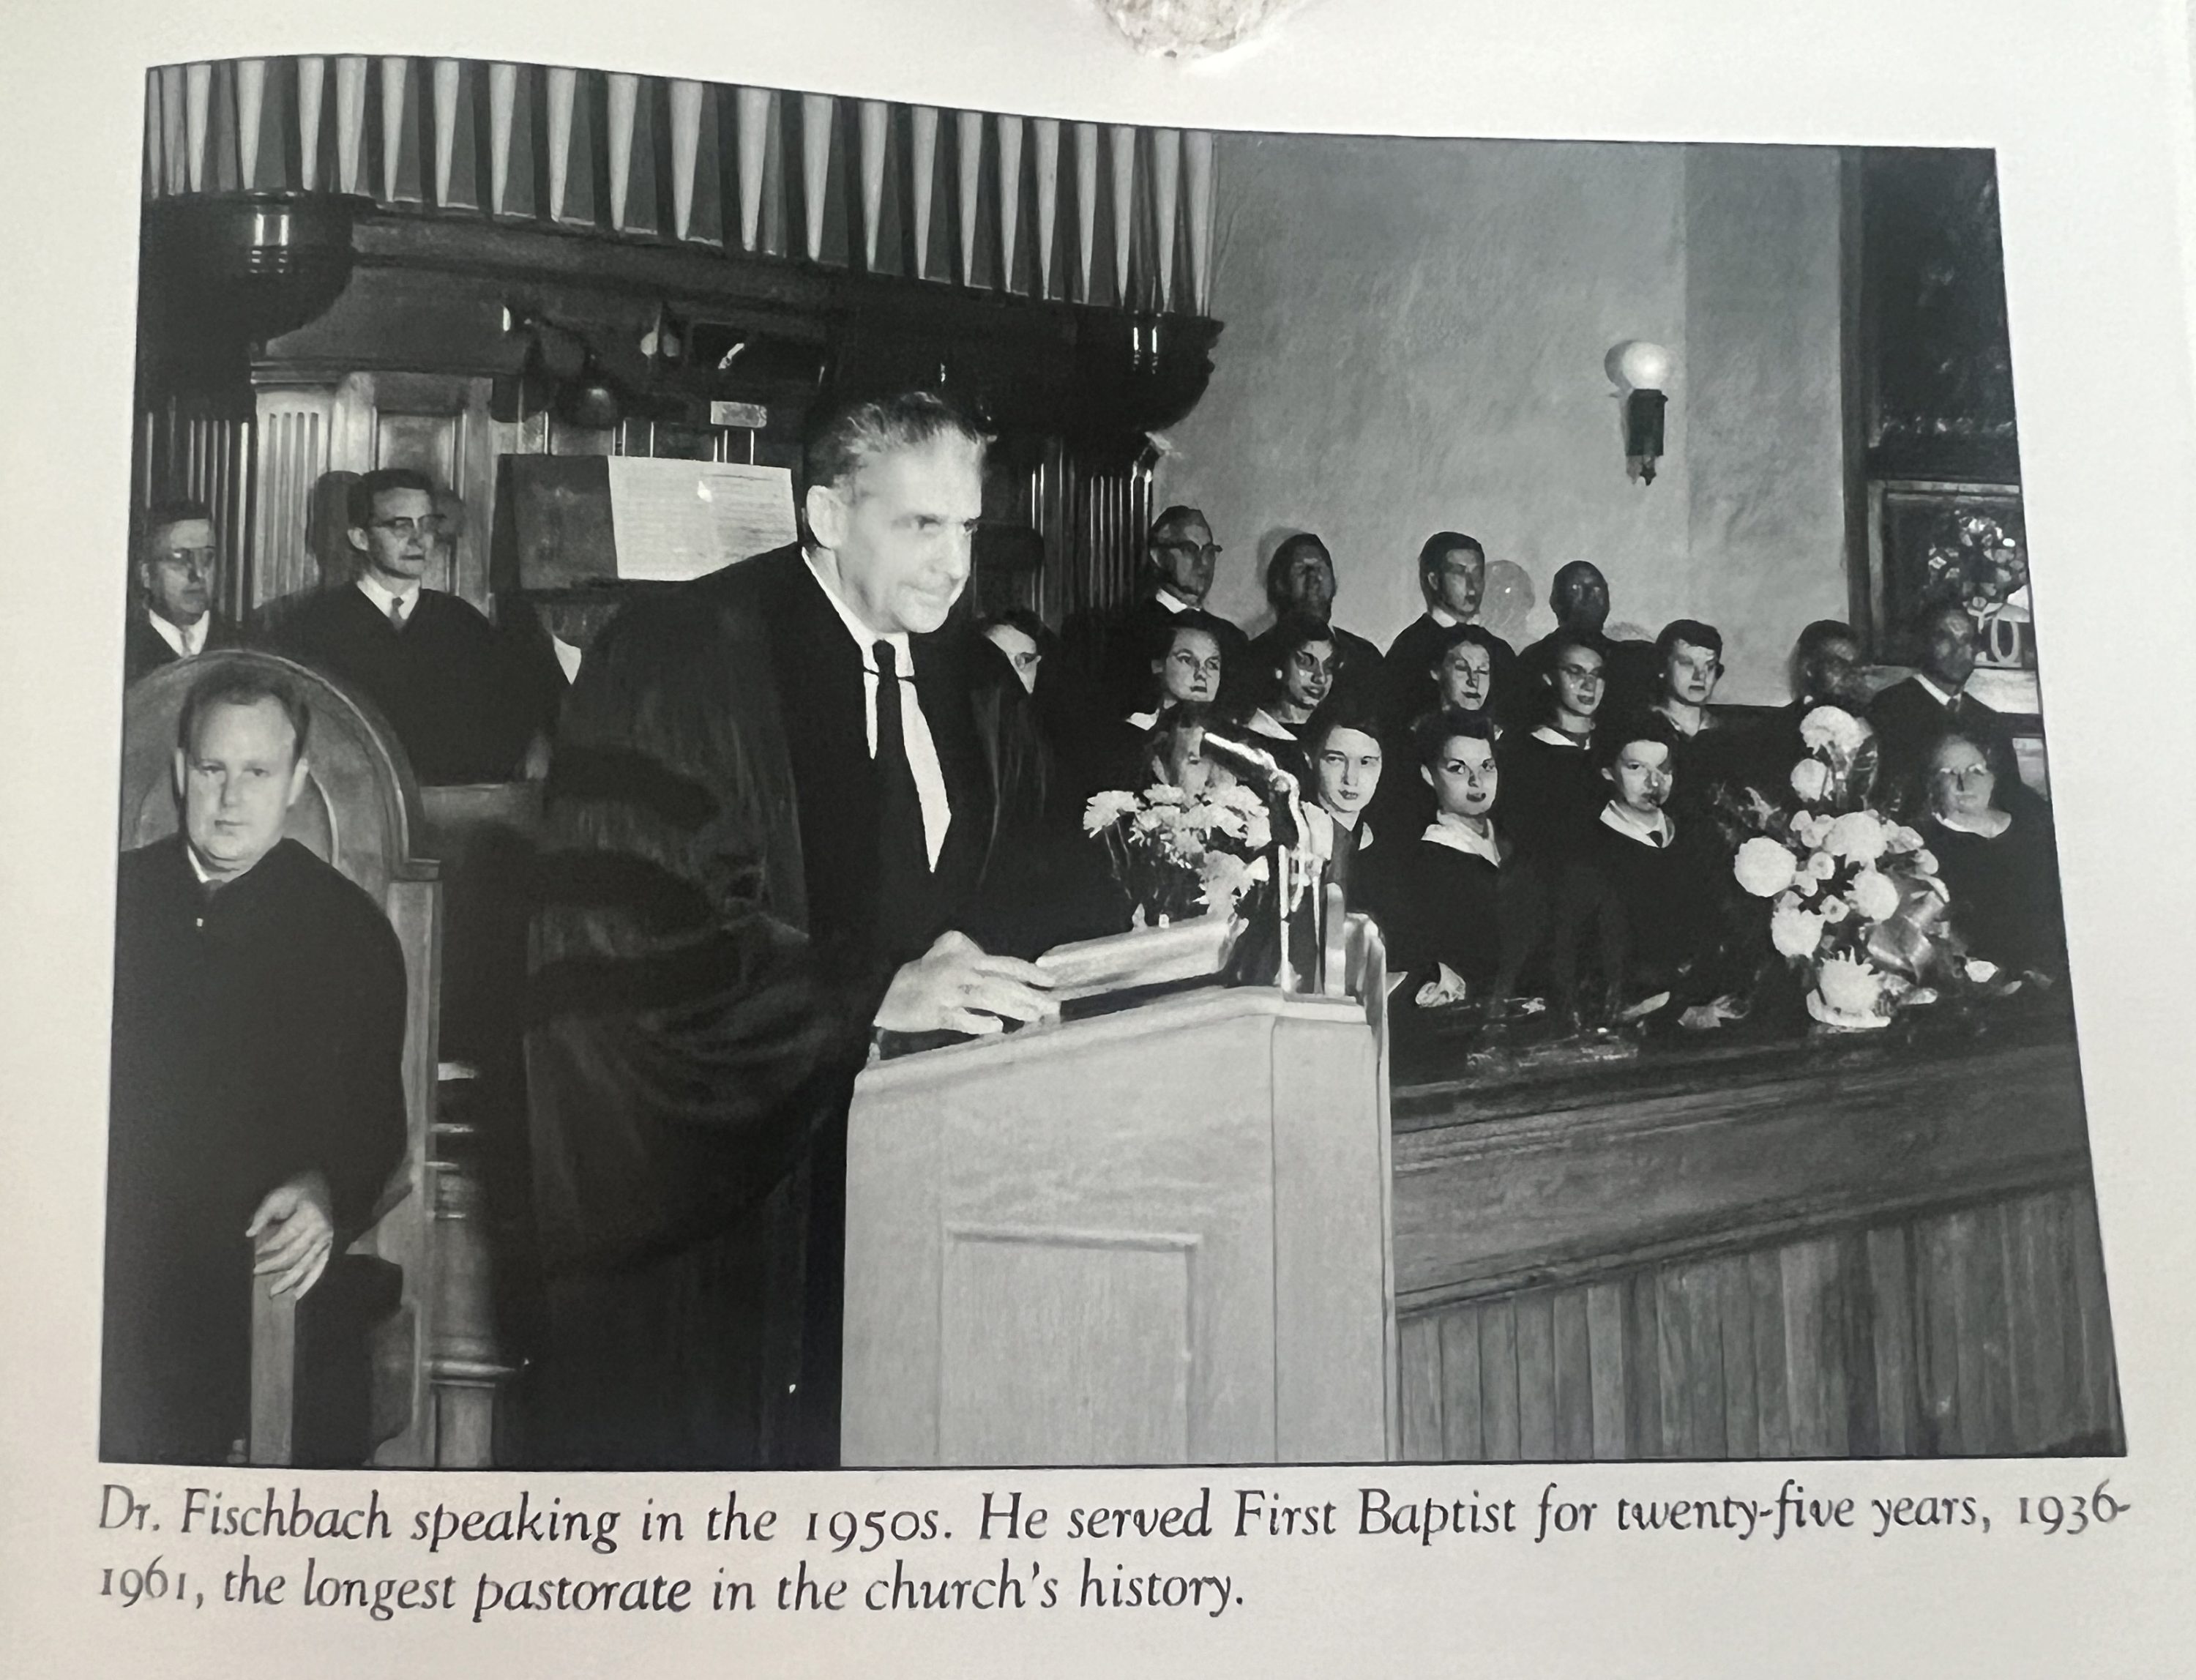 Dr. Fischbach speaking in the 1950s. He served First Baptist for twenty-five years, 1936-
1961, the longest pastorate in the church's history.